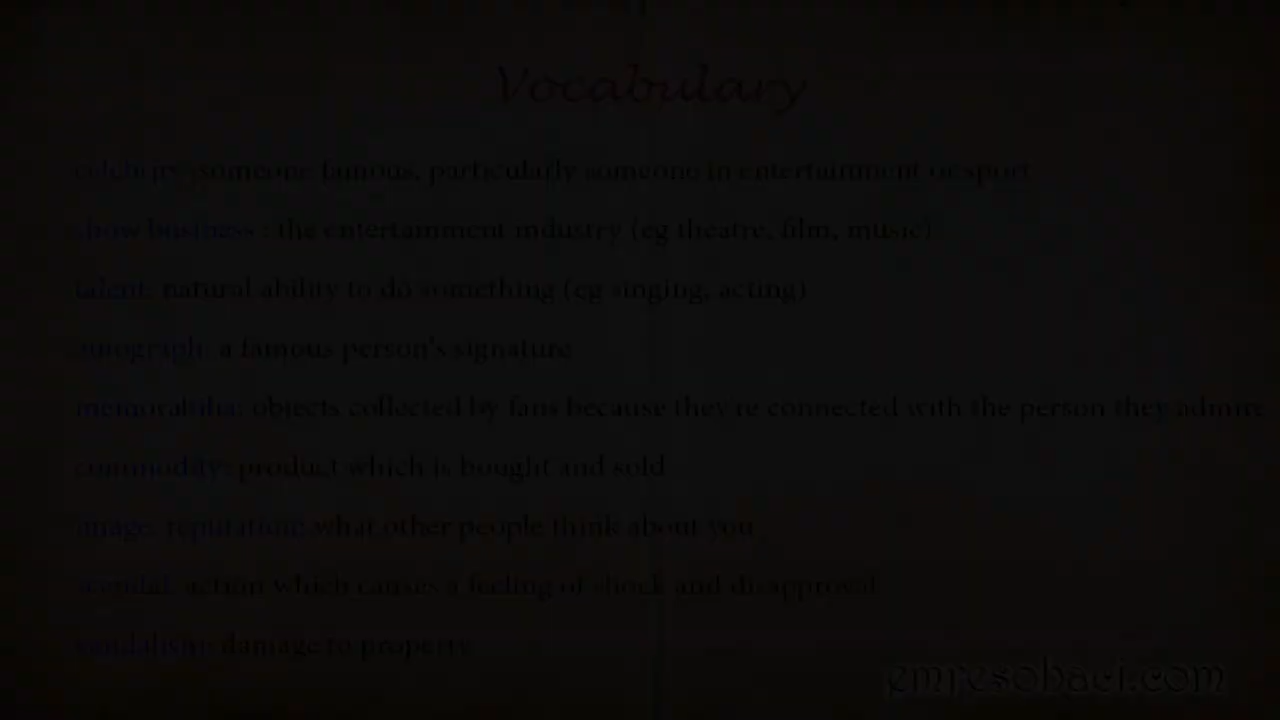 Vocabulary
celebrity: someone famous, particularly someone in entertainment or sport
show business : the entertainment industry (eg theatre, film, music)
talent: natural ability to do something (eg singing, acting)
autograph: a famous person's signature
memorabilia: objects collected by fans because they're connected with the person they admire
commodity: product which is bought and sold
image, reputation: what other people think about you
scandal: action which causes a feeling of shock and disapproval
vandalism: damage to property
emresobaci.com